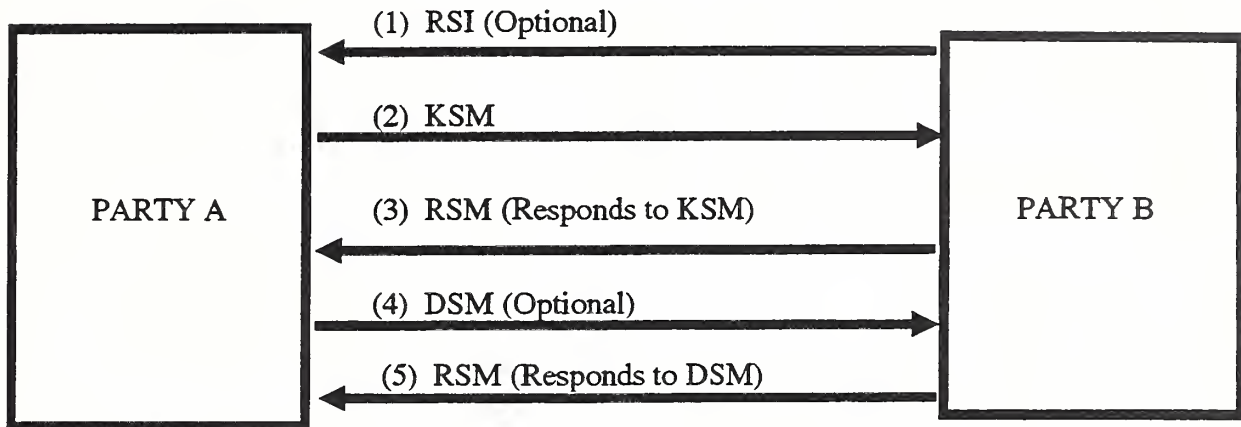 (1) RSI (Optional)
(2) KSM
PARTY A
(3) RSM (Responds to KSM)
PARTY B
(4) DSM (Optional)
(5) RSM (Responds to DSM)